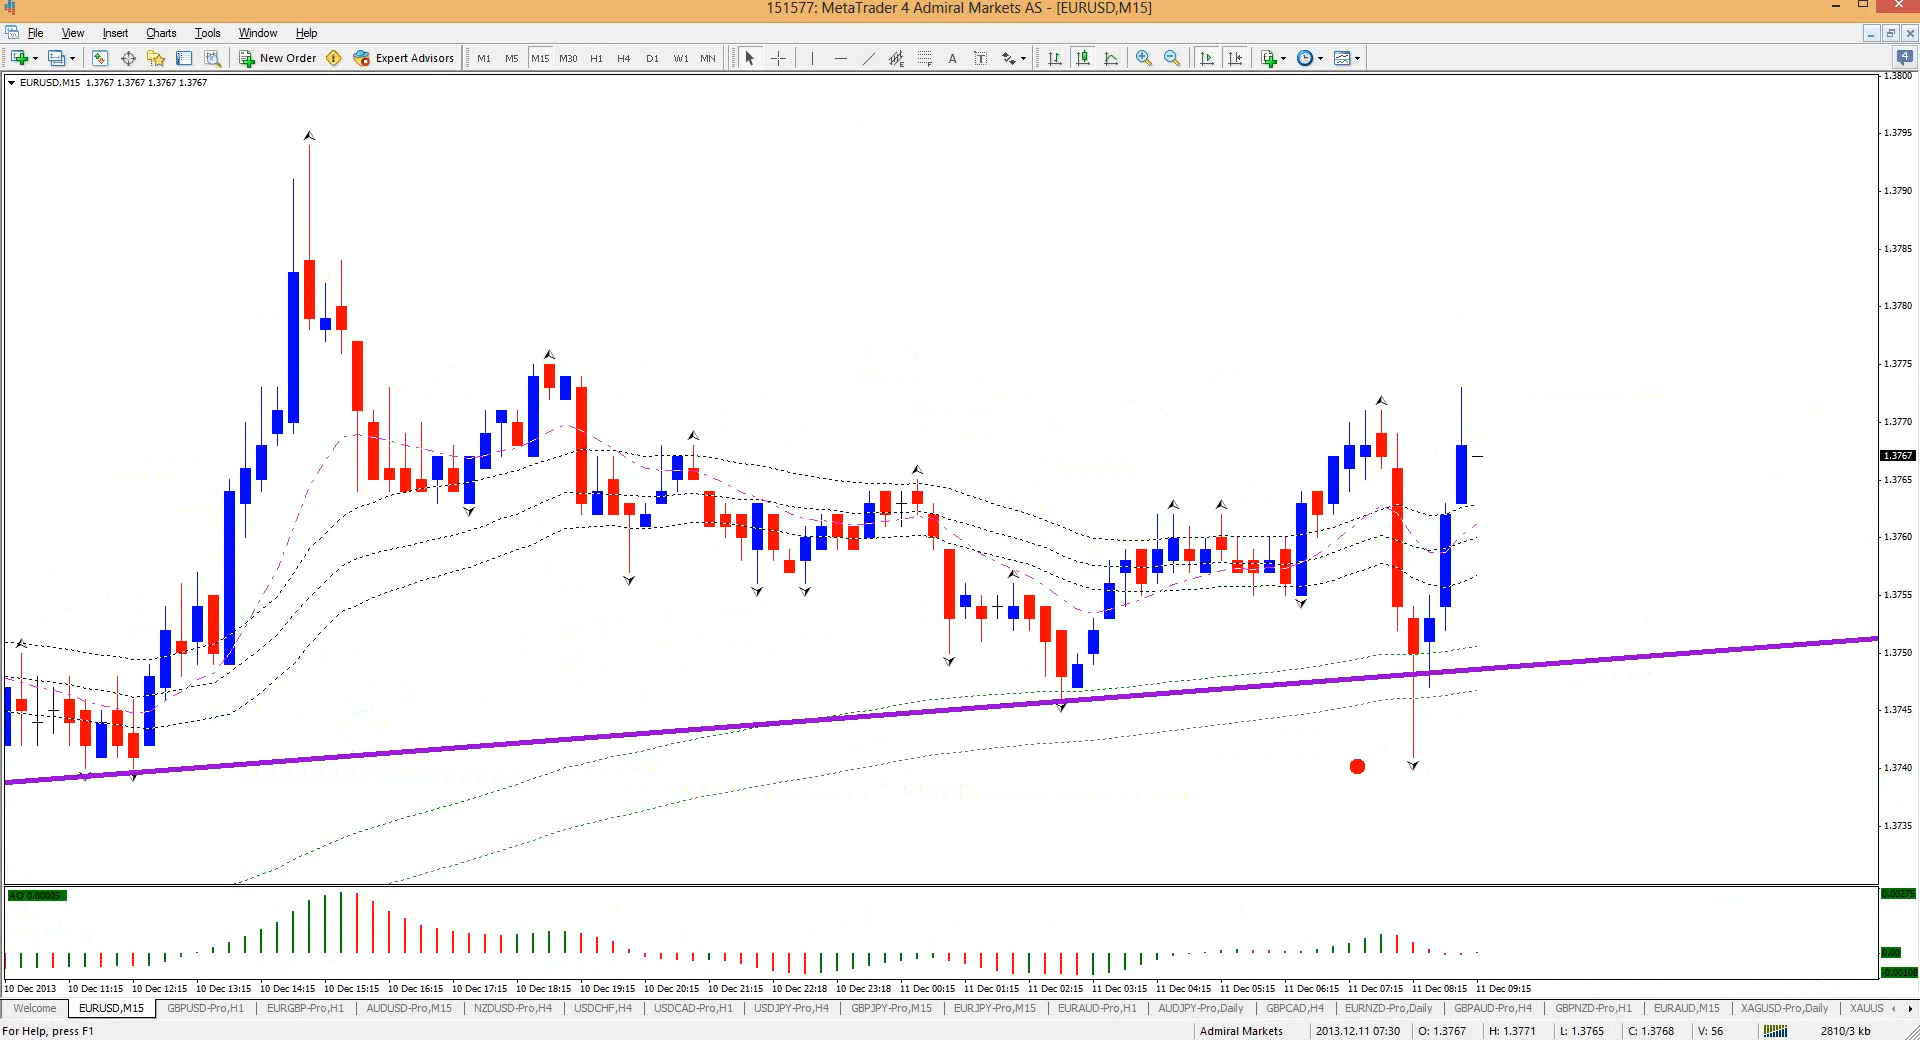 151577: MetaTrader 4 Admiral Markets AS - [EURUSD,M15]
File View Insert Charts Tools Window Help
New Order Expert Advisors M1 M5 M15 M30 H1 H4 D1 W1 MN A T 4
EURUSD,M15 1.3767 1.3767 1.3767 1.3767
1.3800
1.3795
1.3790
1.3785
1.3780
1.3775
1.3770
1.3767
1.3765
1.3760
1.3755
1.3750
1.3745
1.3740
1.3735
AO 0.00005
0.00275
0.00
-0.00108
10 Dec 2013 10 Dec 11:15 10 Dec 12:15 10 Dec 13:15 10 Dec 14:15 10 Dec 15:15 10 Dec 16:15 10 Dec 17:15 10 Dec 18:15 10 Dec 19:15 10 Dec 20:15 10 Dec 21:15 10 Dec 22:18 10 Dec 23:18 11 Dec 00:15 11 Dec 01:15 11 Dec 02:15 11 Dec 03:15 11 Dec 04:15 11 Dec 05:15 11 Dec 06:15 11 Dec 07:15 11 Dec 08:15 11 Dec 09:15
Welcome EURUSD,M15 GBPUSD-Pro,H1 EURGBP-Pro,H1 AUDUSD-Pro,M15 NZDUSD-Pro,H4 USDCHF,H4 USDCAD-Pro,H1 USDJPY-Pro,H4 GBPJPY-Pro,M15 EURJPY-Pro,M15 EURAUD-Pro,H1 AUDJPY-Pro,Daily GBPCAD,H4 EURNZD-Pro,Daily GBPAUD-Pro,H4 GBPNZD-Pro,H1 EURAUD,M15 XAGUSD-Pro,Daily XAUUS
For Help, press F1 Admiral Markets 2013.12.11 07:30 O: 1.3767 H: 1.3771 L: 1.3765 C: 1.3768 V: 56 2810/3 kb